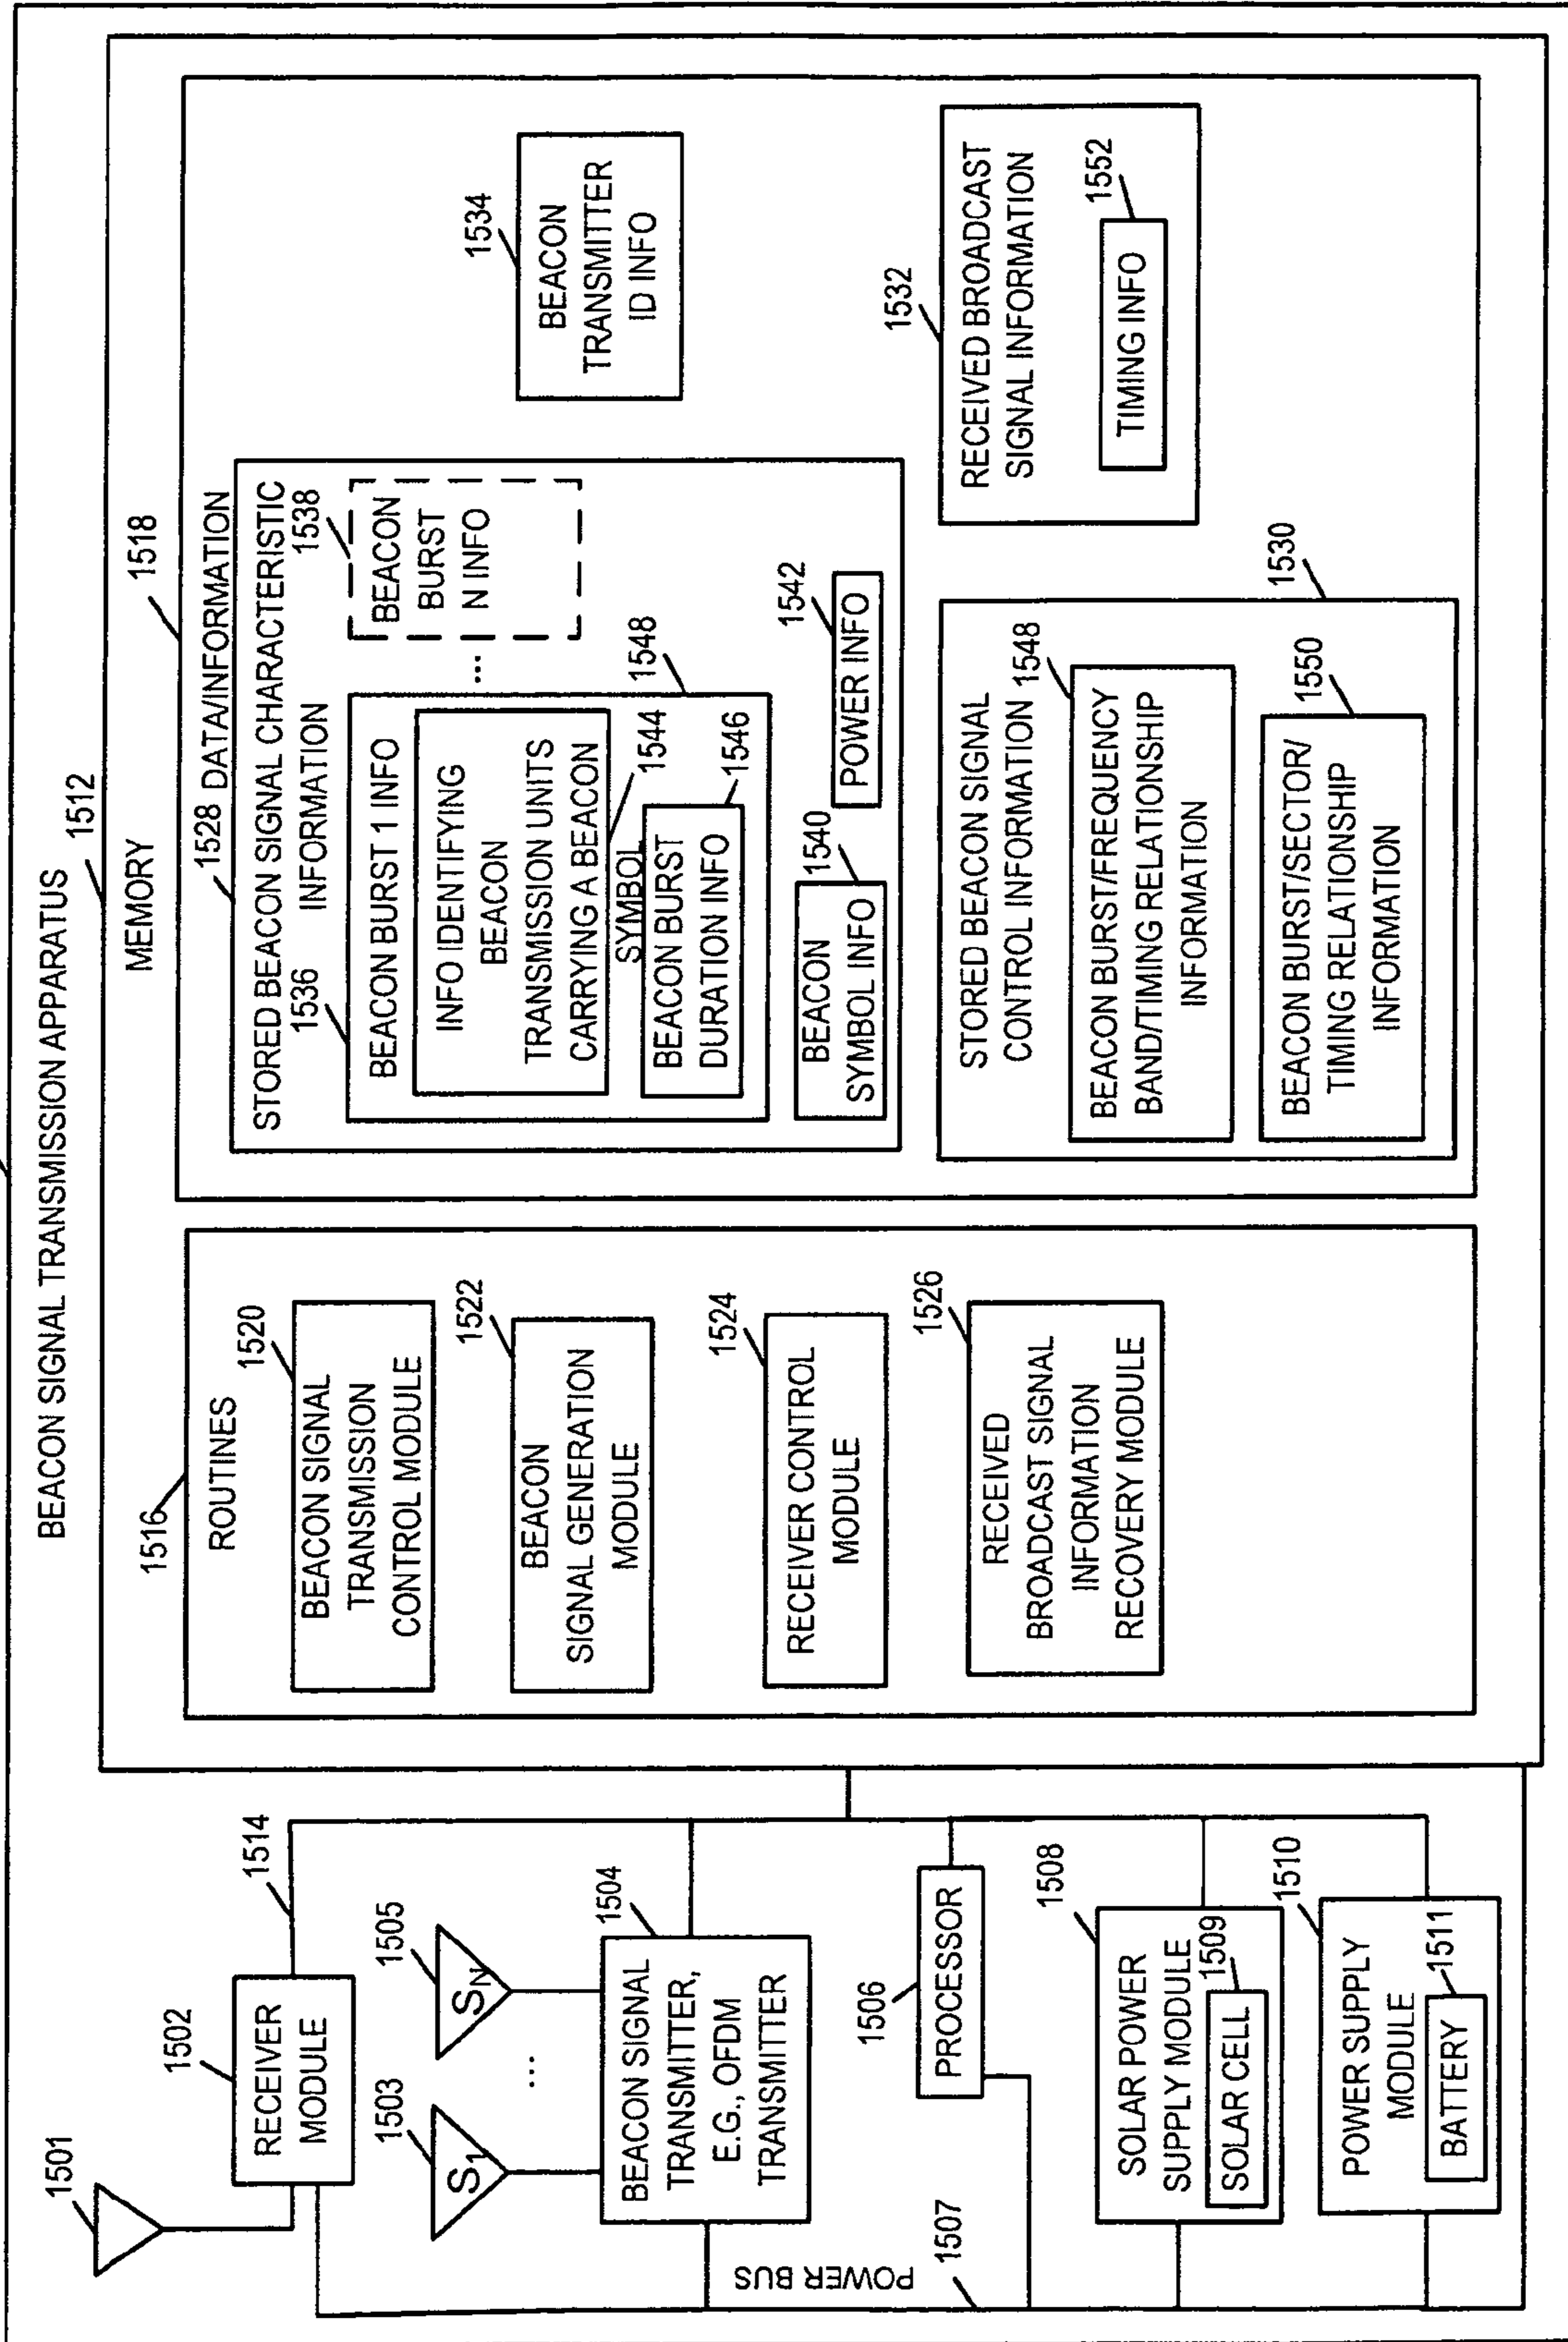 BEACON SIGNAL TRANSMISSION APPARATUS
1501
1502
RECEIVER
MODULE
1514
1503
S1
...
1505
SN
1504
BEACON SIGNAL
TRANSMITTER,
E.G., OFDM
TRANSMITTER
POWER BUS
1507
1506
PROCESSOR
1508
SOLAR POWER
SUPPLY MODULE
1509
SOLAR CELL
1510
POWER SUPPLY
MODULE
1511
BATTERY
1512
MEMORY
1516
ROUTINES
1520
BEACON SIGNAL
TRANSMISSION
CONTROL MODULE
1522
BEACON
SIGNAL GENERATION
MODULE
1524
RECEIVER CONTROL
MODULE
1526
RECEIVED
BROADCAST SIGNAL
INFORMATION
RECOVERY MODULE
1518
1528 DATA/INFORMATION
STORED BEACON SIGNAL CHARACTERISTIC
INFORMATION
1536
BEACON BURST 1 INFO
INFO IDENTIFYING
BEACON
TRANSMISSION UNITS
CARRYING A BEACON
SYMBOL
1544
1546
BEACON BURST
DURATION INFO
1548
...
1538
BEACON
BURST
N INFO
1540
BEACON
SYMBOL INFO
1542
POWER INFO
1534
BEACON
TRANSMITTER
ID INFO
1530
STORED BEACON SIGNAL
CONTROL INFORMATION
1548
BEACON BURST/FREQUENCY
BAND/TIMING RELATIONSHIP
INFORMATION
1550
BEACON BURST/SECTOR/
TIMING RELATIONSHIP
INFORMATION
1532
RECEIVED BROADCAST
SIGNAL INFORMATION
1552
TIMING INFO